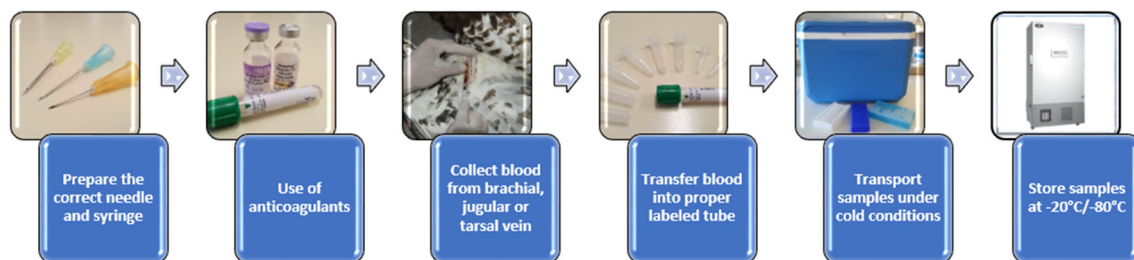 Prepare the
correct needle
and syringe
Use of
anticoagulants
Collect blood
from brachial,
jugular or
tarsal vein
Transfer blood
into proper
labeled tube
Transport
samples under
cold conditions
Store samples
at -20°C/-80°C